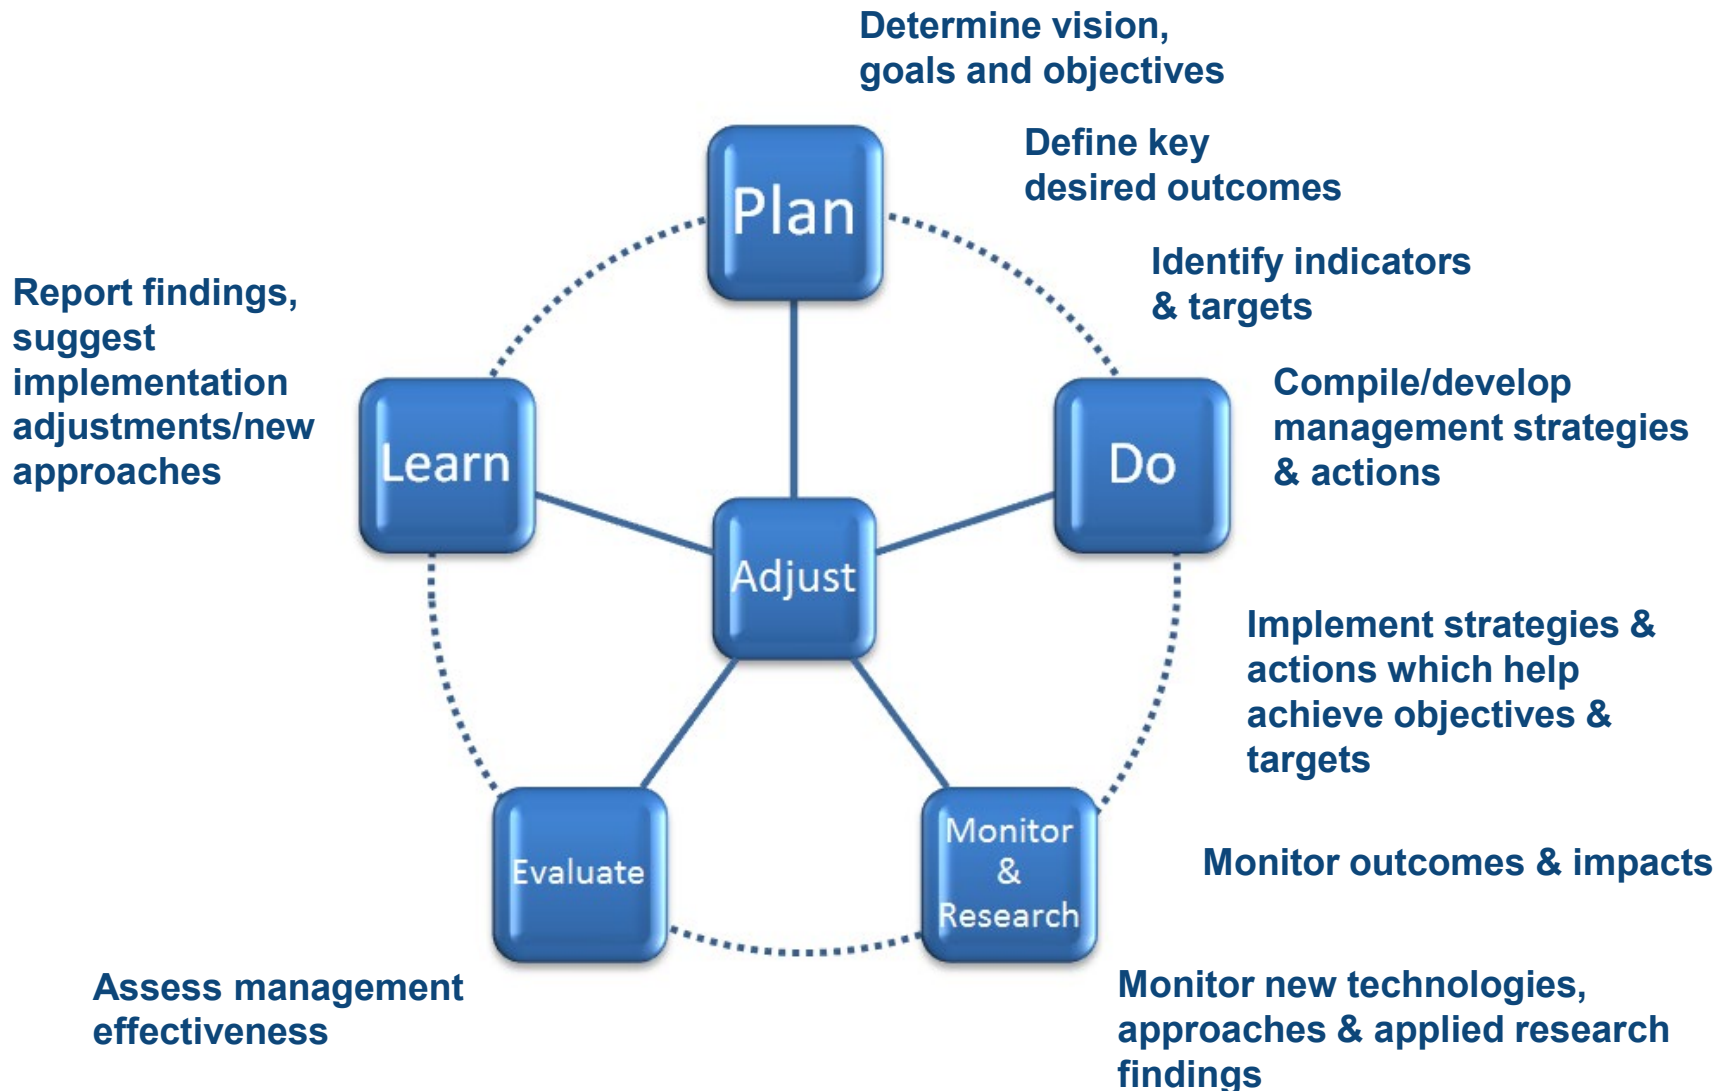 Determine vision,
goals and objectives
Define key
desired outcomes
Plan
Identify indicators
& targets
Report findings,
suggest
implementation
adjustments/new
approaches
Learn
Do
Compile/develop
management strategies
& actions
Adjust
Implement strategies &
actions which help
achieve objectives &
targets
Evaluate
Monitor
&
Research
Monitor outcomes & impacts
Assess management
effectiveness
Monitor new technologies,
approaches & applied research
findings